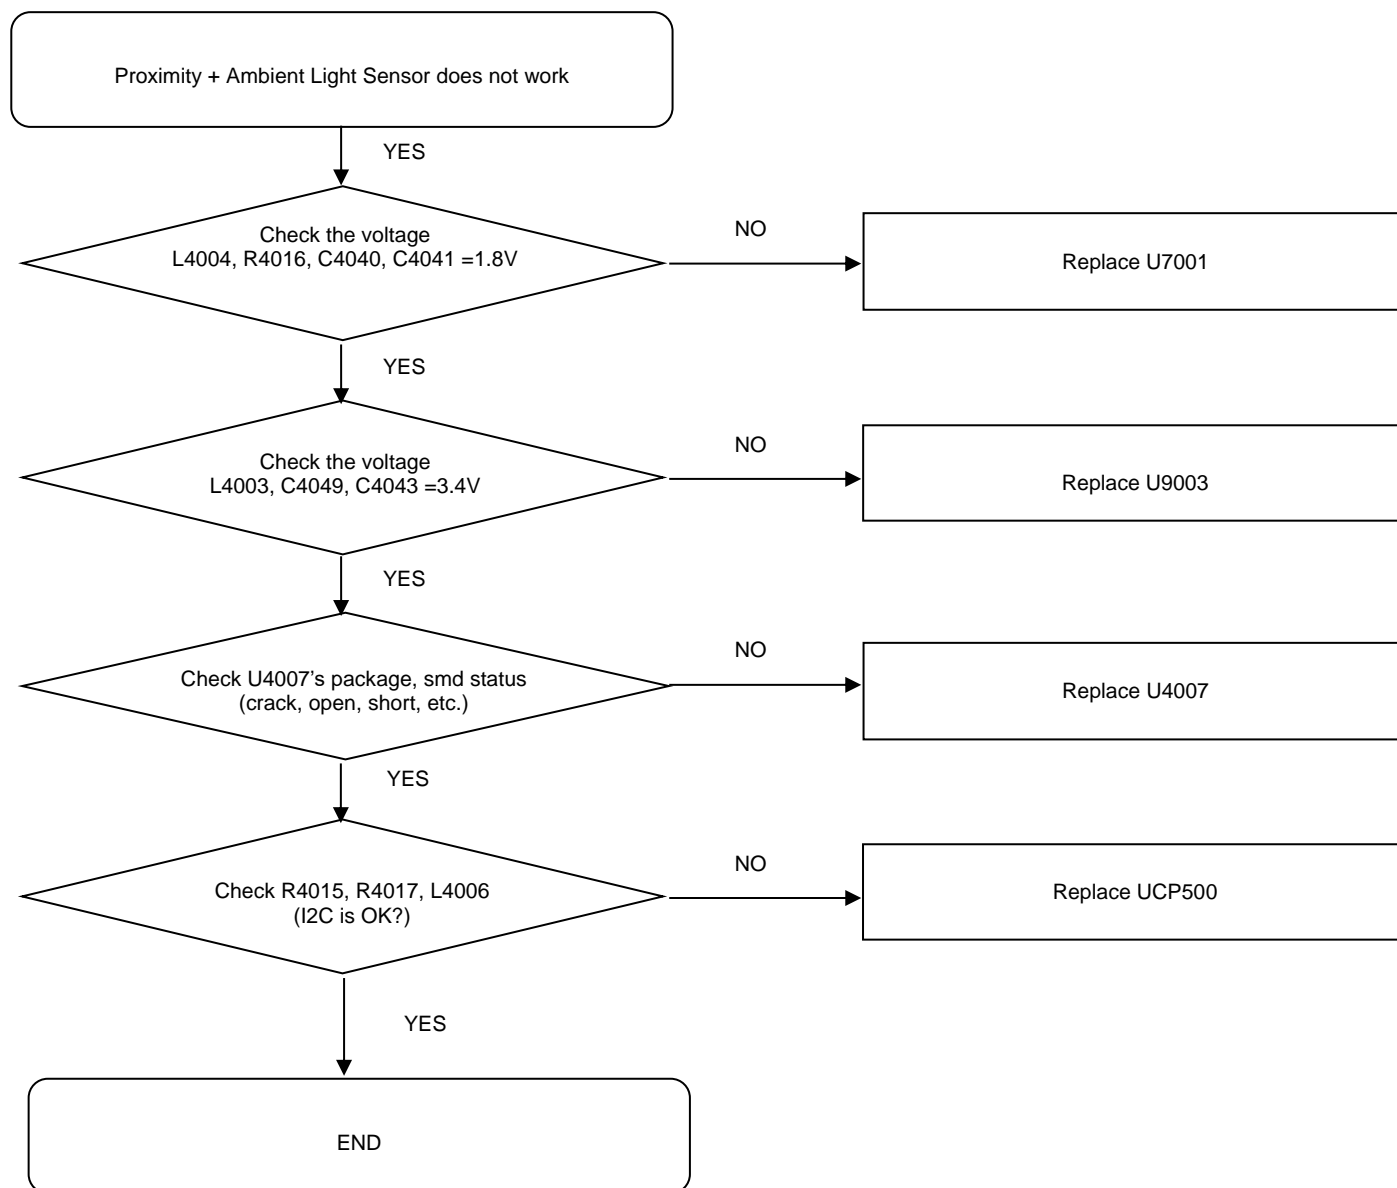 Proximity + Ambient Light Sensor does not work
YES
Check the voltage
L4004, R4016, C4040, C4041 =1.8V
NO
Replace U7001
YES
Check the voltage
L4003, C4049, C4043 =3.4V
NO
Replace U9003
YES
Check U4007’s package, smd status
(crack, open, short, etc.)
NO
Replace U4007
YES
Check R4015, R4017, L4006
(I2C is OK?)
NO
Replace UCP500
YES
END